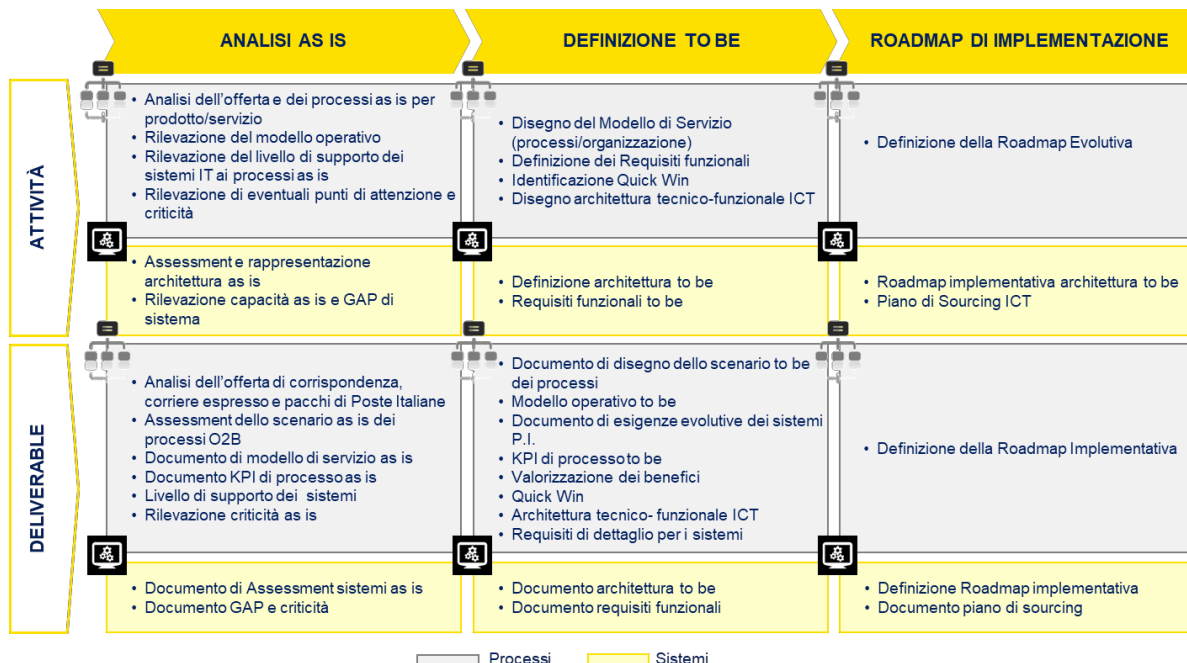 ANALISI AS IS
DEFINIZIONE TO BE
ROADMAP DI IMPLEMENTAZIONE
ATTIVITÀ
• Analisi dell'offerta e dei processi as is per
prodotto/servizio
• Rilevazione del modello operativo
• Rilevazione del livello di supporto dei
sistemi IT ai processi as is
• Rilevazione di eventuali punti di attenzione e
criticità
• Disegno del Modello di Servizio
(processi/organizzazione)
• Definizione dei Requisiti funzionali
• Identificazione Quick Win
• Disegno architettura tecnico-funzionale ICT
• Definizione della Roadmap Evolutiva
• Assessment e rappresentazione
architettura as is
• Rilevazione capacità as is e GAP di
sistema
• Definizione architettura to be
• Requisiti funzionali to be
• Roadmap implementativa architettura to be
• Piano di Sourcing ICT
DELIVERABLE
• Analisi dell'offerta di corrispondenza,
corriere espresso e pacchi di Poste Italiane
• Assessment dello scenario as is dei
processi O2B
• Documento di modello di servizio as is
• Documento KPI di processo as is
• Livello di supporto dei sistemi
• Rilevazione criticità as is
• Documento di disegno dello scenario to be
dei processi
• Modello operativo to be
• Documento di esigenze evolutive dei sistemi
P.I.
• KPI di processo to be
• Valorizzazione dei benefici
• Quick Win
• Architettura tecnico- funzionale ICT
• Requisiti di dettaglio per i sistemi
• Definizione della Roadmap Implementativa
• Documento di Assessment sistemi as is
• Documento GAP e criticità
• Documento architettura to be
• Documento requisiti funzionali
• Definizione Roadmap implementativa
• Documento piano di sourcing
Processi
Sistemi